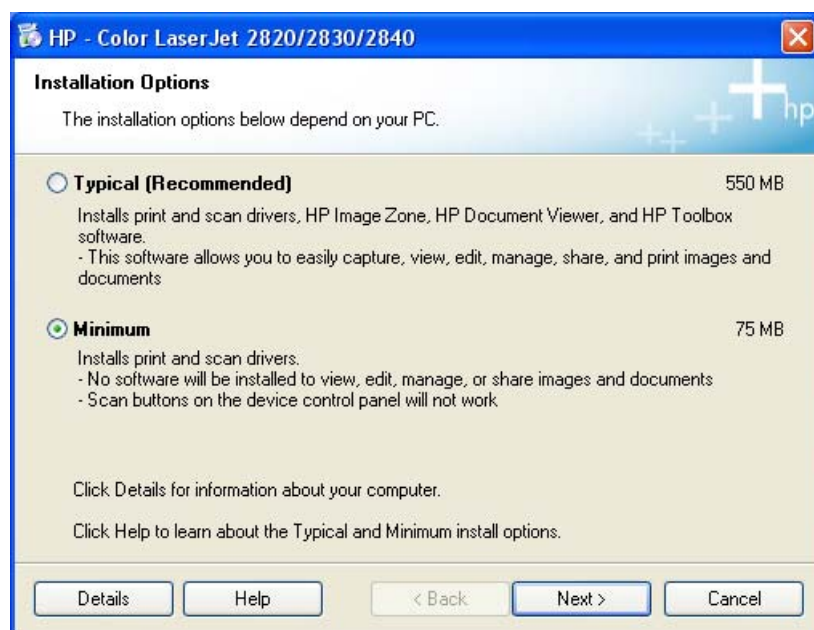 HP - Color LaserJet 2820/2830/2840
Installation Options
The installation options below depend on your PC.
hp
Typical (Recommended) 550 MB
Installs print and scan drivers, HP Image Zone, HP Document Viewer, and HP Toolbox
software.
- This software allows you to easily capture, view, edit, manage, share, and print images and
documents
Minimum 75 MB
Installs print and scan drivers.
- No software will be installed to view, edit, manage, or share images and documents
- Scan buttons on the device control panel will not work
Click Details for information about your computer.
Click Help to learn about the Typical and Minimum install options.
Details Help < Back Next > Cancel